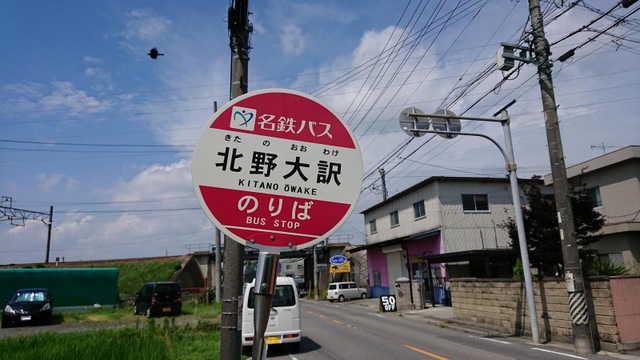 名鉄バス
きた の おお わけ
北野大訳
KITANO ŌWAKE
のりば
BUS STOP
50
OFF